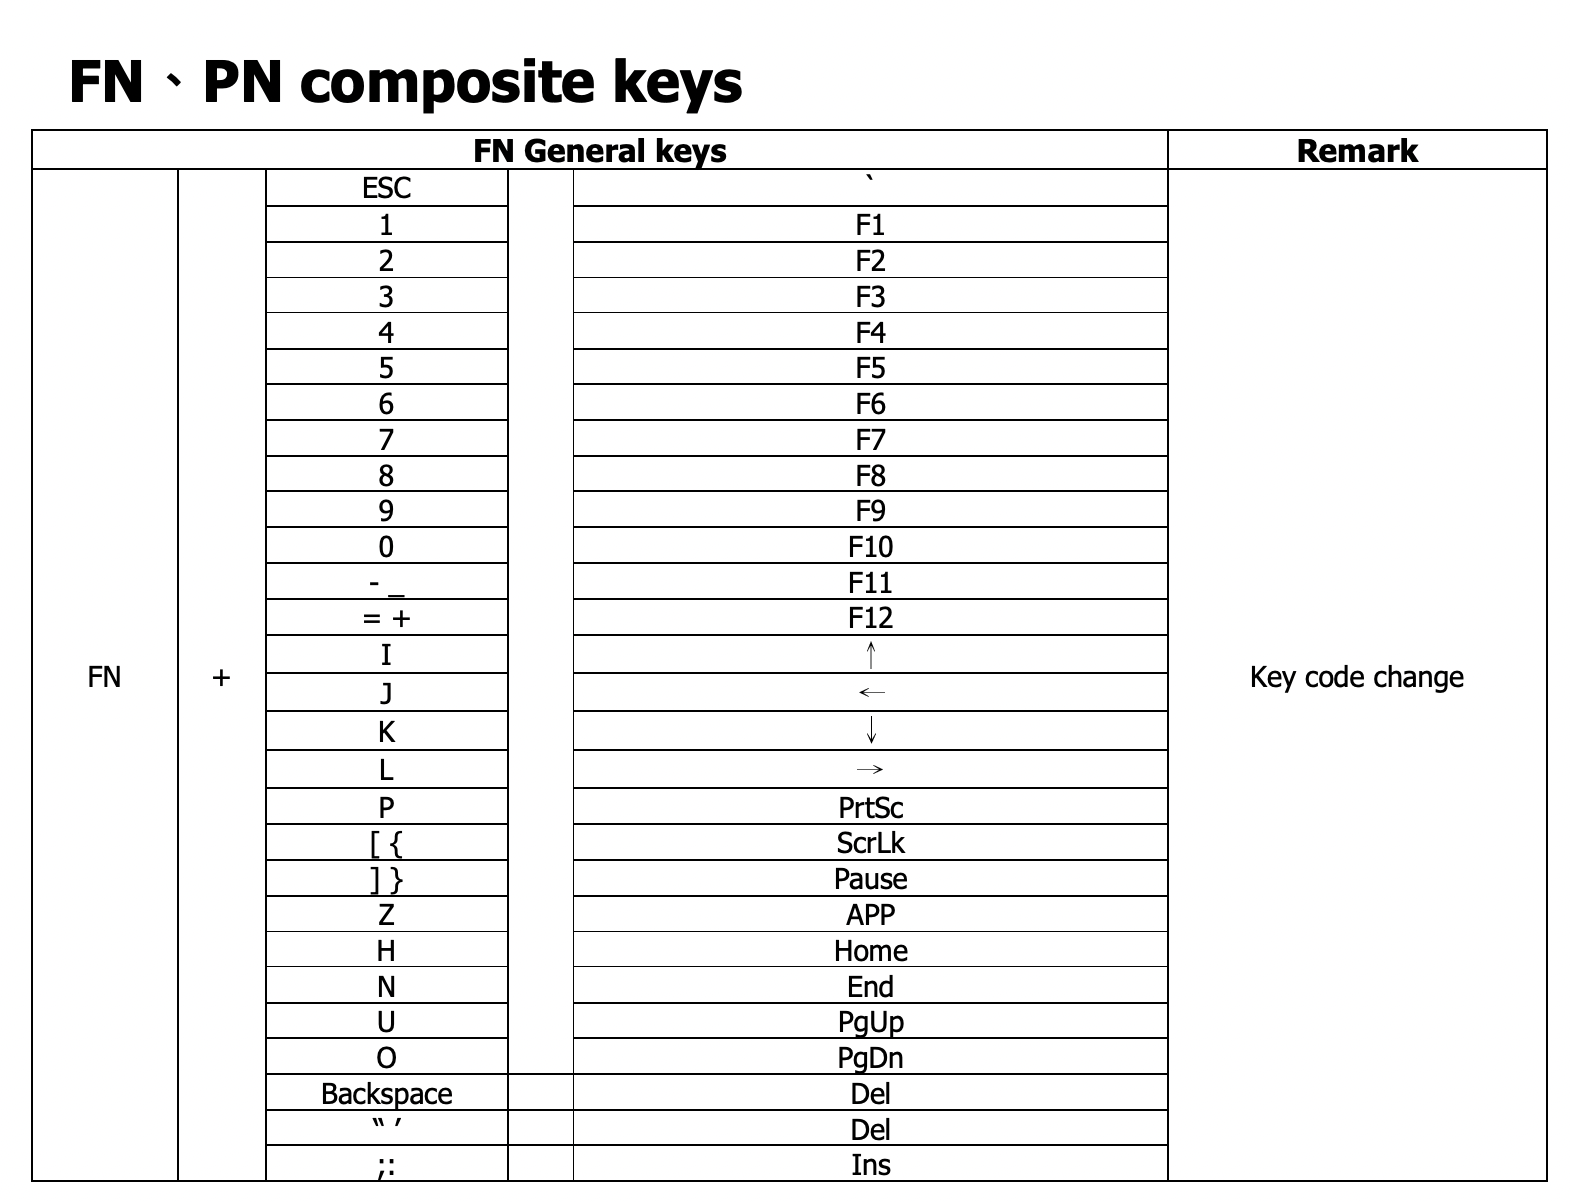 FN、PN composite keys
FN General keys Remark
ESC `
1 F1
2 F2
3 F3
4 F4
5 F5
6 F6
7 F7
8 F8
9 F9
0 F10
- _ F11
= + F12
I ↑
FN + Key code change
J ←
K ↓
L →
P PrtSc
[ { ScrLk
] } Pause
Z APP
H Home
N End
U PgUp
O PgDn
Backspace Del
“ ’ Del
;: Ins